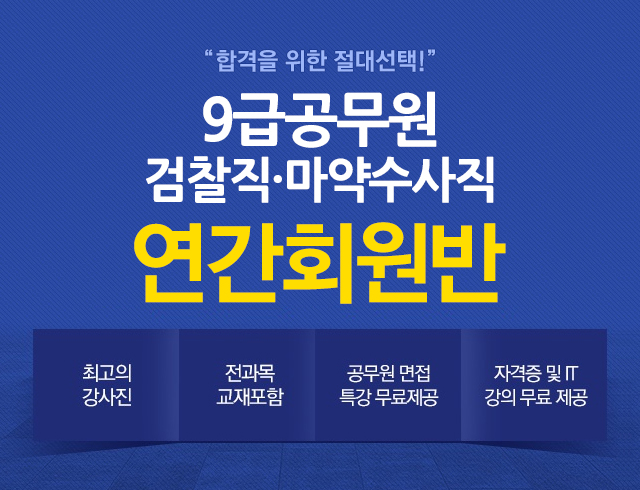 “합격을 위한 절대선택!”
9급공무원
검찰직·마약수사직
연간회원반
최고의
강사진
전과목
교재포함
공무원 면접
특강 무료제공
자격증 및 IT
강의 무료 제공